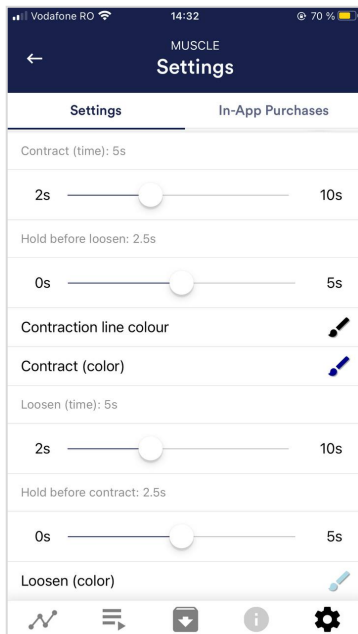 Vodafone RO 14:32 70 %
MUSCLE
Settings
Settings In-App Purchases
Contract (time): 5s
2s 10s
Hold before loosen: 2.5s
0s 5s
Contraction line colour
Contract (color)
Loosen (time): 5s
2s 10s
Hold before contract: 2.5s
0s 5s
Loosen (color)